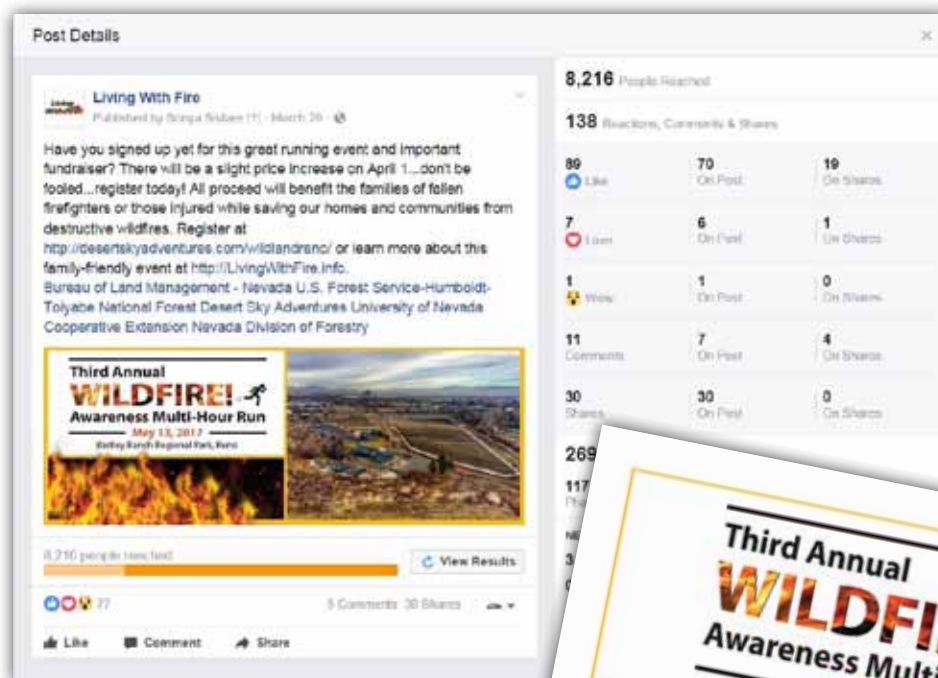 Post Details
Living With Fire
March 29
Have you signed up yet for this great running event and important
fundraiser? There will be a slight price increase on April 1...don't be
fooled...register today! All proceed will benefit the families of fallen
firefighters or those injured while saving our homes and communities from
destructive wildfires. Register at
http://desertskyadventures.com/wildlandreno/ or learn more about this
family-friendly event at http://LivingWithFire.info.
Bureau of Land Management - Nevada U.S. Forest Service-Humboldt-
Toiyabe National Forest Desert Sky Adventures University of Nevada
Cooperative Extension Nevada Division of Forestry
Third Annual
WILDFIRE!
Awareness Multi-Hour Run
May 13, 2017
Bartley Ranch Regional Park, Reno
8,216 people reached
View Results
77
5 Comments 30 Shares
Like Comment Share
8,216 People Reached
138 Reactions, Comments & Shares
89 70 19
Like On Post On Shares
7 6 1
Love On Post On Shares
1 1 0
Wow On Post On Shares
11 7 4
Comments On Post On Shares
30 30 0
Shares On Post On Shares
269
117
Third Annual
WILDFI
Awareness Multi